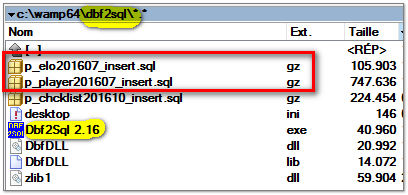 c:\wamp64\dbf2sql\*.*
Nom Ext. Taille
[..] <RÉP>
p_elo201607_insert.sql gz 105.903
p_player201607_insert.sql gz 747.636
p_chcklist201610_insert.sql gz 224.454
desktop ini 146
Dbf2Sql 2.16 exe 40.960
DbfDLL dll 20.992
DbfDLL lib 14.072
zlib1 dll 59.904